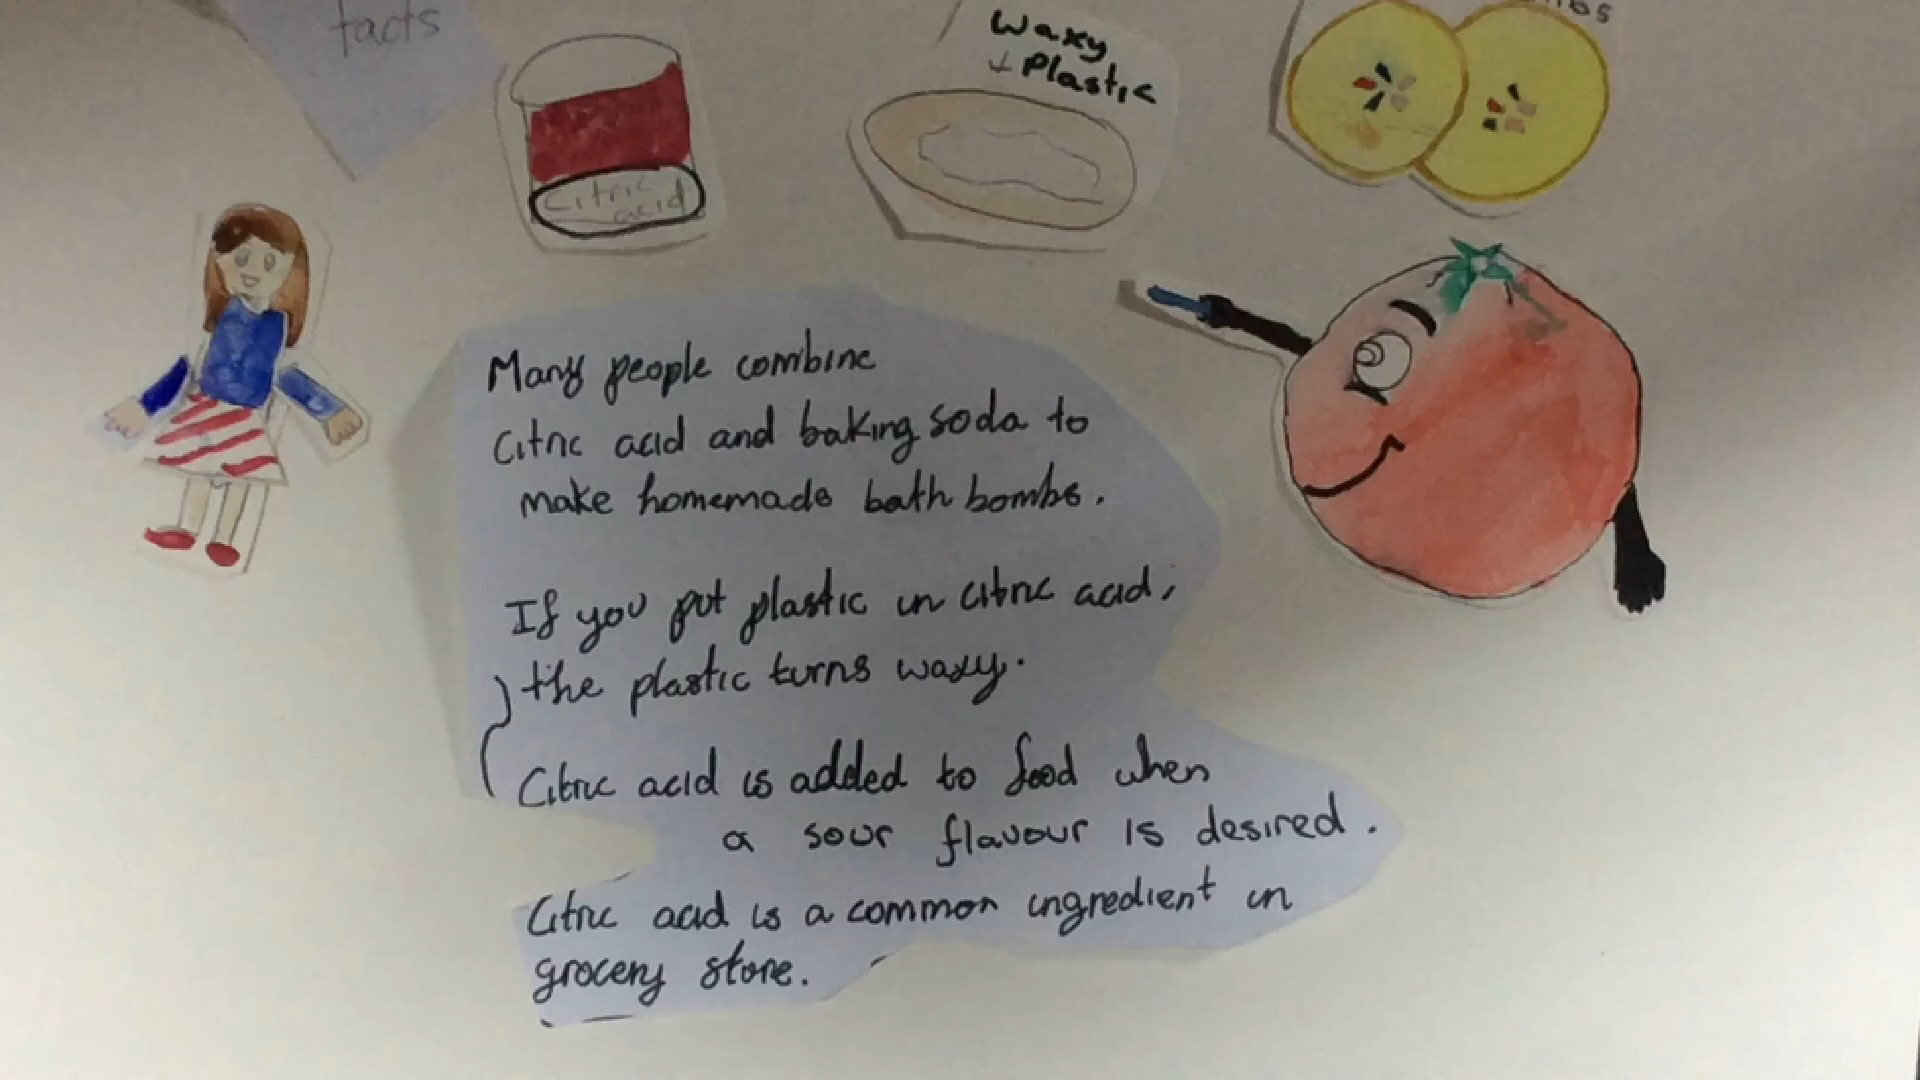 facts
Citric
acid
Waxy
Plastic
Many people combine
Citric acid and baking soda to
make homemade bath bombs.
If you put plastic in citric acid,
the plastic turns waxy.
Citric acid is added to food when
a sour flavour is desired.
Citric acid is a common ingredient in
grocery store.